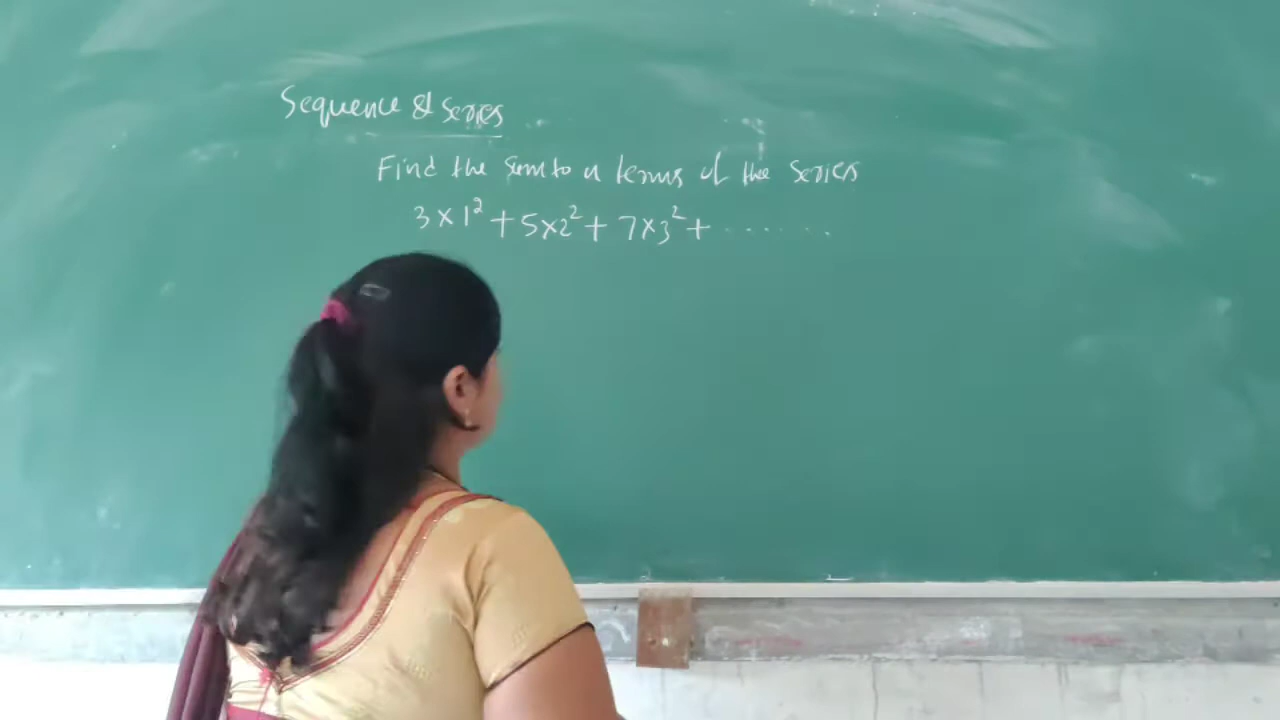 Sequence & Series
Find the sum to n terms of the series
3×1² + 5×2² + 7×3² + .......